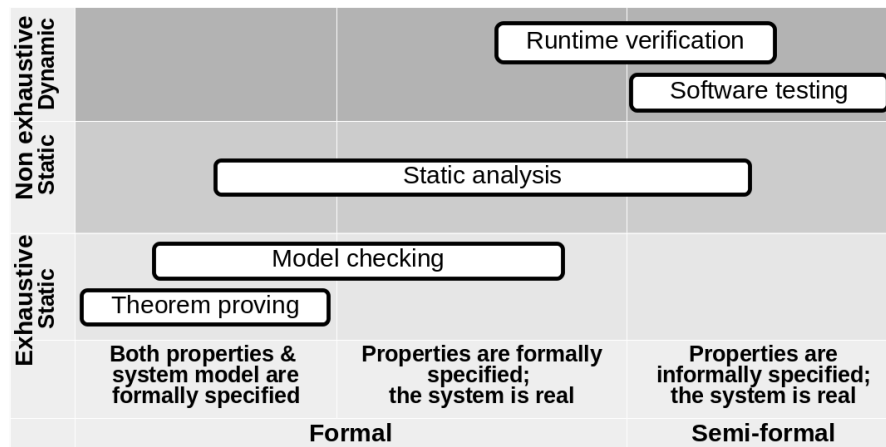 Non exhaustive
Dynamic
Runtime verification
Software testing
Static
Static analysis
Exhaustive
Static
Model checking
Theorem proving
Both properties &
system model are
formally specified
Properties are formally
specified;
the system is real
Properties are
informally specified;
the system is real
Formal
Semi-formal